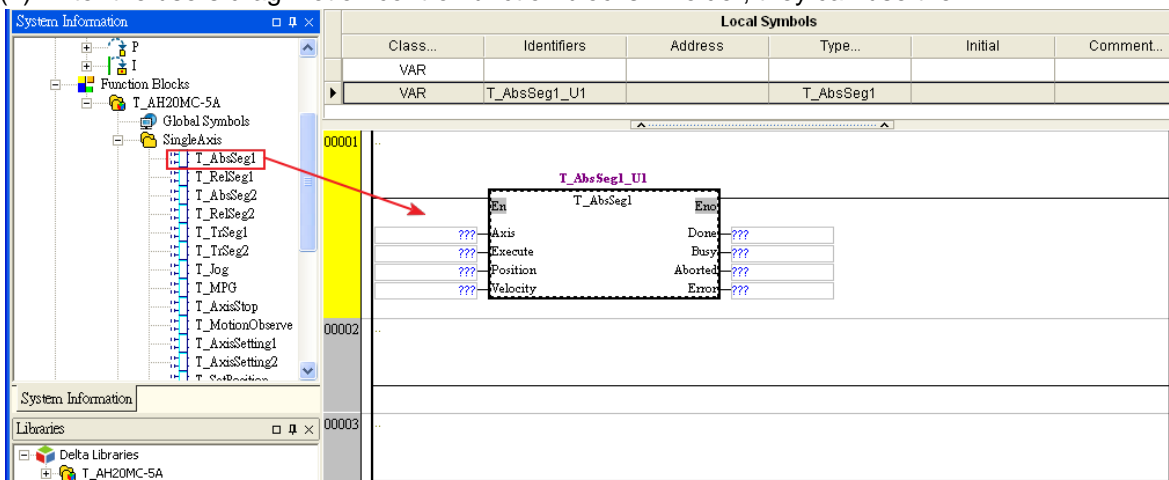 System Information
P
I
Function Blocks
T_AH20MC-5A
Global Symbols
SingleAxis
T_AbsSeg1
T_RelSeg1
T_AbsSeg2
T_RelSeg2
T_TrSeg1
T_TrSeg2
T_Jog
T_MPG
T_AxisStop
T_MotionObserve
T_AxisSetting1
T_AxisSetting2
System Information
Libraries
Delta Libraries
T_AH20MC-5A
Local Symbols
Class... Identifiers Address Type... Initial Comment...
VAR
VAR T_AbsSeg1_U1 T_AbsSeg1
00001
T_AbsSeg1_U1
T_AbsSeg1
En Eno
??? Axis Done ???
??? Execute Busy ???
??? Position Aborted ???
??? Velocity Error ???
00002
00003